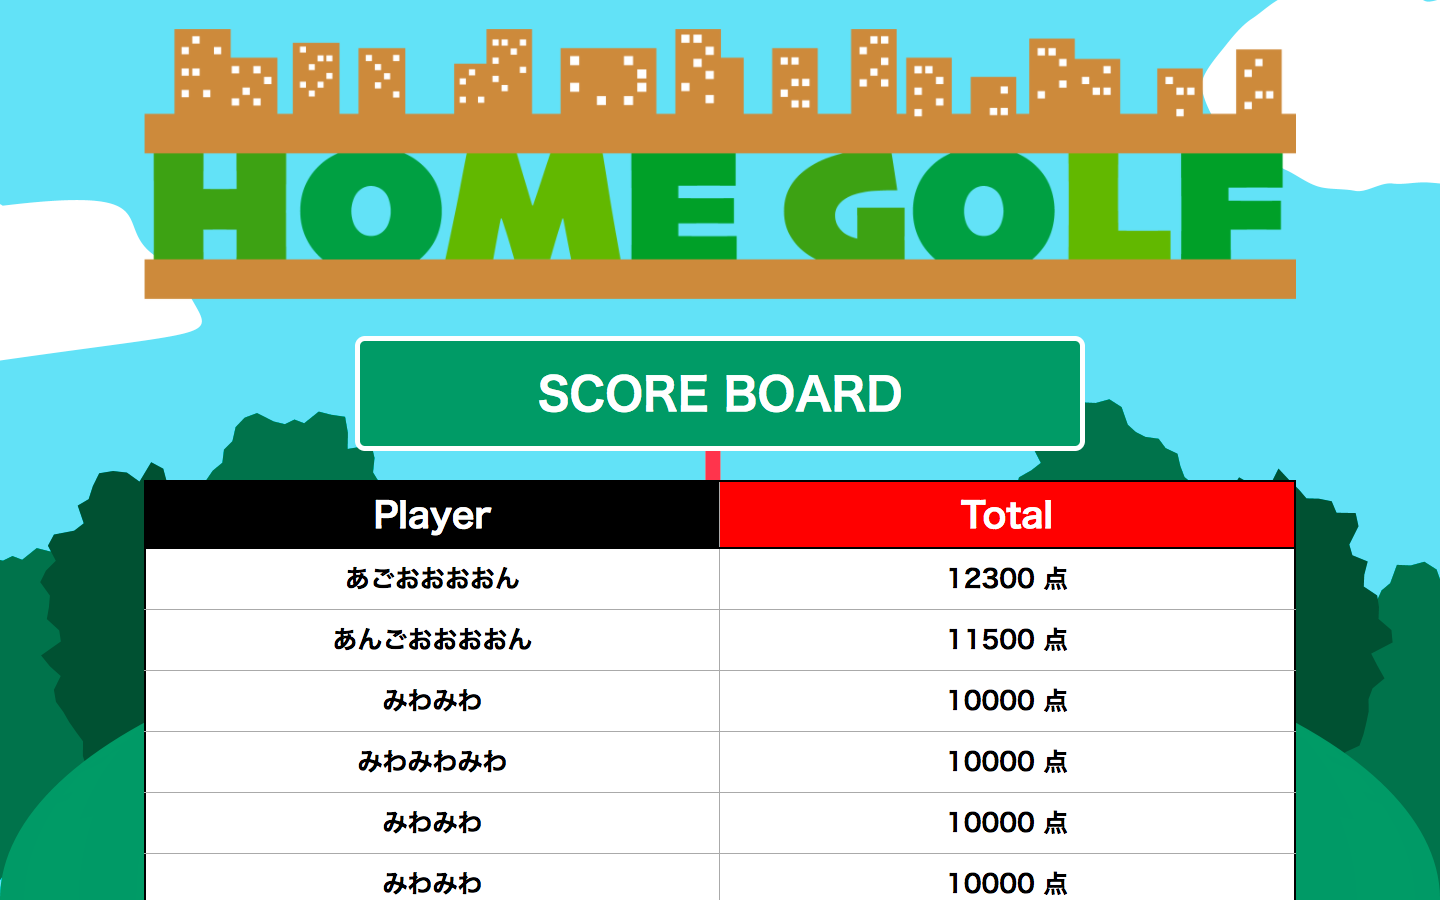 HOME GOLF
SCORE BOARD
Player Total
あごおおおおん 12300 点
あんごおおおおん 11500 点
みわみわ 10000 点
みわみわみわ 10000 点
みわみわ 10000 点
みわみわ 10000 点